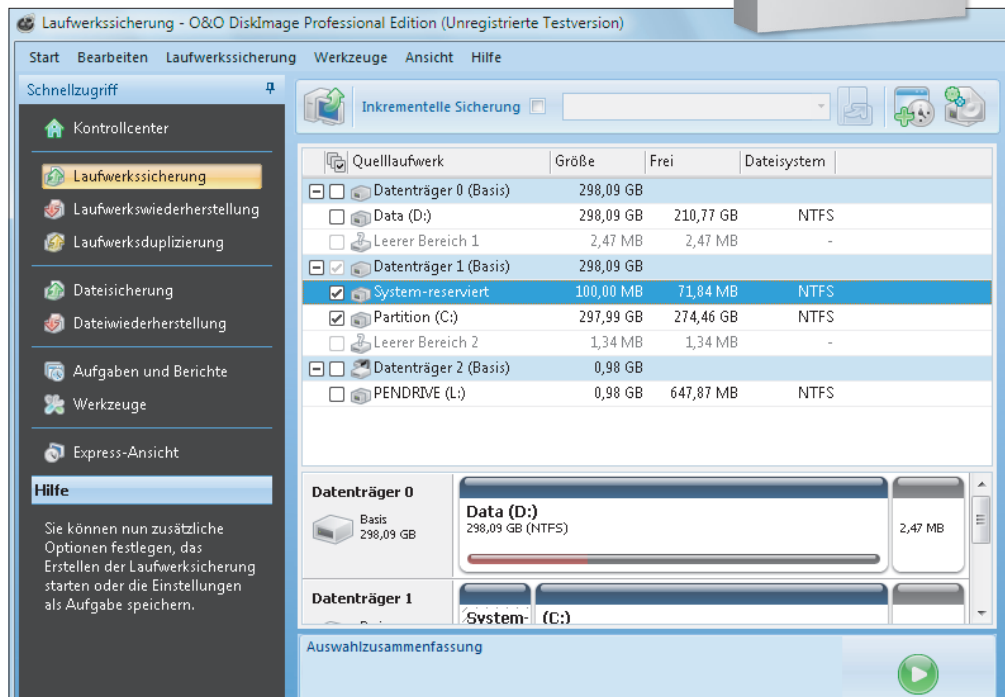 Laufwerkssicherung - O&O DiskImage Professional Edition (Unregistrierte Testversion)
Start Bearbeiten Laufwerkssicherung Werkzeuge Ansicht Hilfe
Schnellzugriff
Kontrollcenter
Laufwerkssicherung
Laufwerkswiederherstellung
Laufwerksduplizierung
Dateisicherung
Dateiwiederherstellung
Aufgaben und Berichte
Werkzeuge
Express-Ansicht
Hilfe
Sie können nun zusätzliche
Optionen festlegen, das
Erstellen der Laufwerksicherung
starten oder die Einstellungen
als Aufgabe speichern.
Inkrementelle Sicherung
Quelllaufwerk Größe Frei Dateisystem
Datenträger 0 (Basis) 298,09 GB
Data (D:) 298,09 GB 210,77 GB NTFS
Leerer Bereich 1 2,47 MB 2,47 MB -
Datenträger 1 (Basis) 298,09 GB
System-reserviert 100,00 MB 71,84 MB NTFS
Partition (C:) 297,99 GB 274,46 GB NTFS
Leerer Bereich 2 1,34 MB 1,34 MB -
Datenträger 2 (Basis) 0,98 GB
PENDRIVE (L:) 0,98 GB 647,87 MB NTFS
Datenträger 0
Basis
298,09 GB
Data (D:)
298,09 GB (NTFS)
2,47 MB
Datenträger 1
System- (C:)
Auswahlzusammenfassung